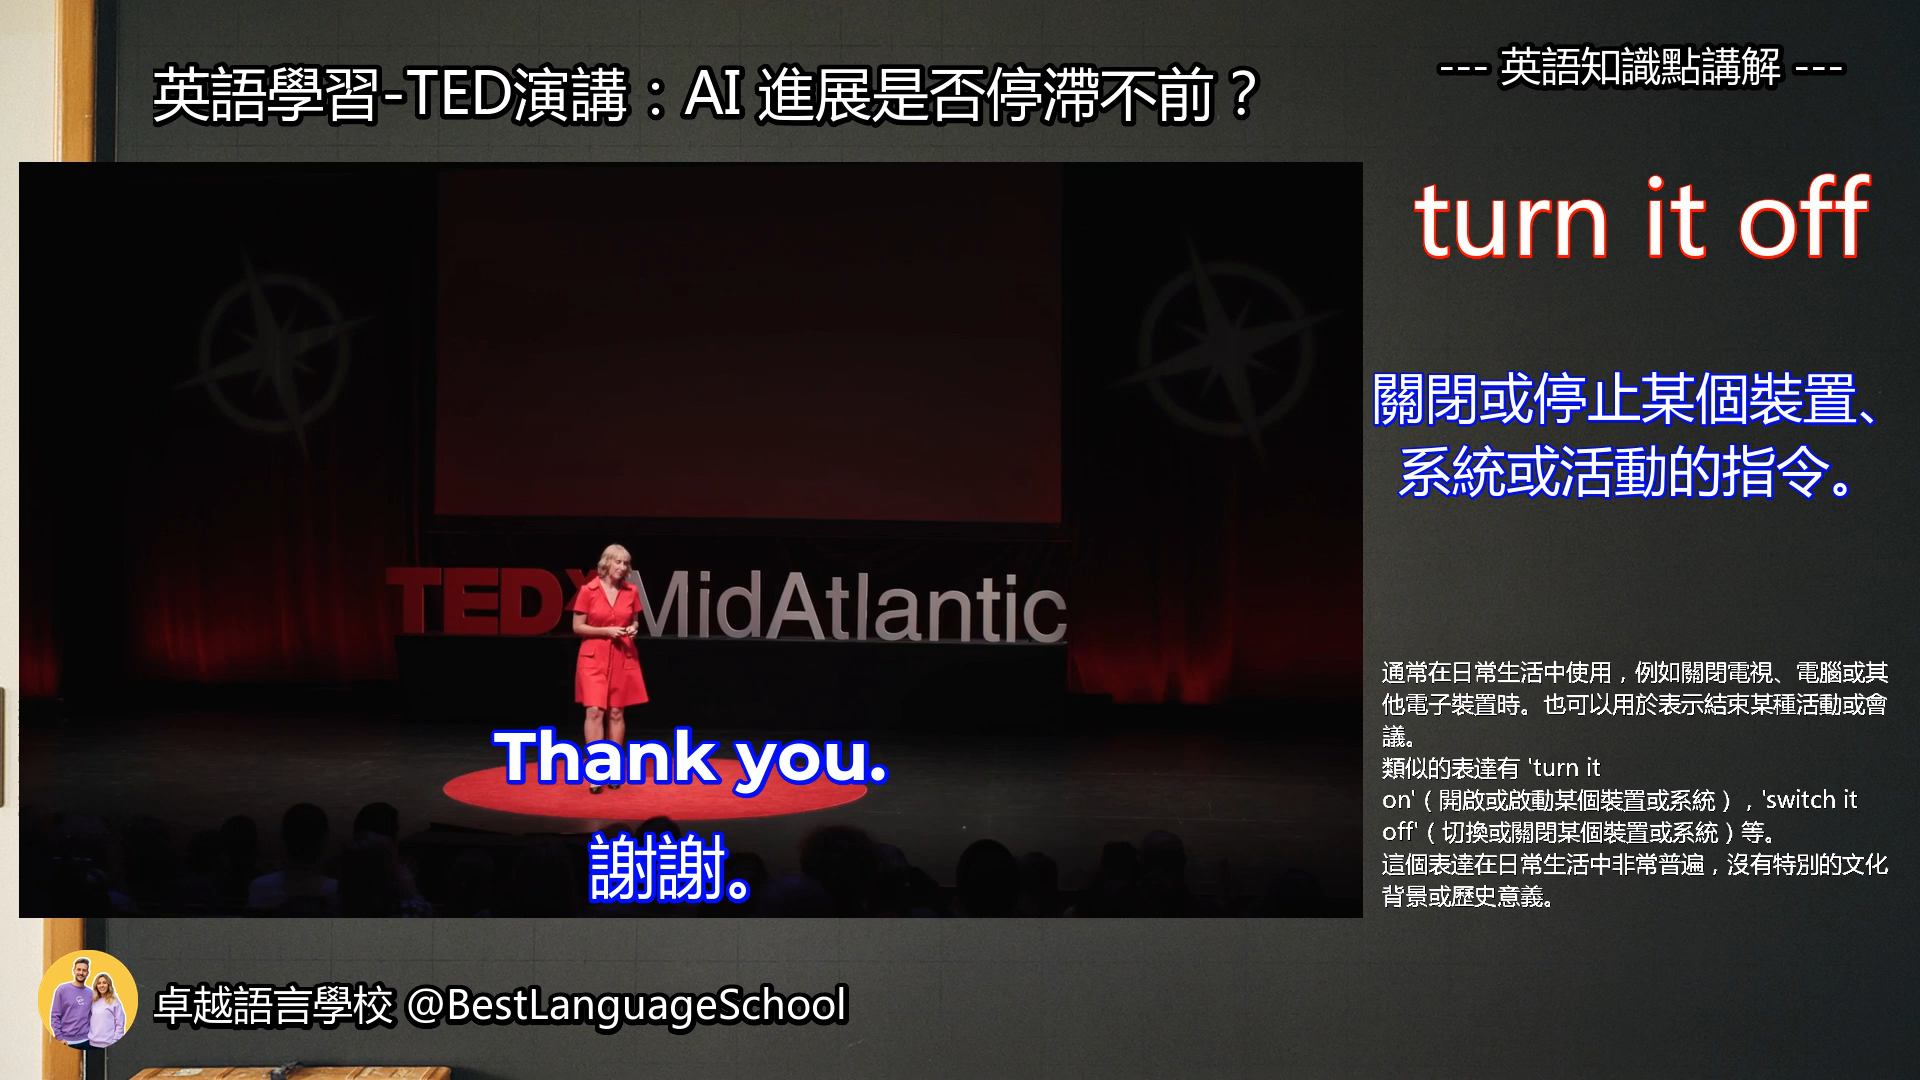 英語學習-TED演講：AI 進展是否停滯不前？
--- 英語知識點講解 ---
turn it off
關閉或停止某個裝置、
系統或活動的指令。
TEDxMidAtlantic
Thank you.
謝謝。
通常在日常生活中使用，例如關閉電視、電腦或其
他電子裝置時。也可以用於表示結束某種活動或會
議。
類似的表達有 'turn it
on'（開啟或啟動某個裝置或系統），'switch it
off'（切換或關閉某個裝置或系統）等。
這個表達在日常生活中非常普遍，沒有特別的文化
背景或歷史意義。
卓越語言學校 @BestLanguageSchool